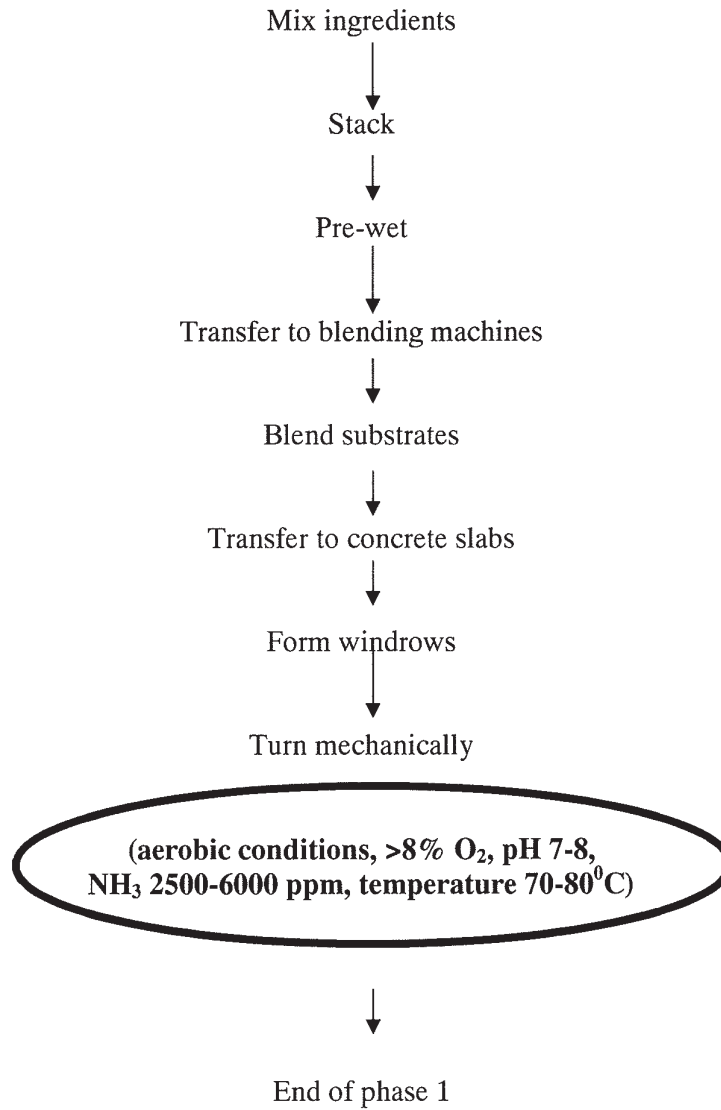 Mix ingredients
Stack
Pre-wet
Transfer to blending machines
Blend substrates
Transfer to concrete slabs
Form windrows
Turn mechanically
(aerobic conditions, >8% O₂, pH 7-8,
NH₃ 2500-6000 ppm, temperature 70-80⁰C)
End of phase 1